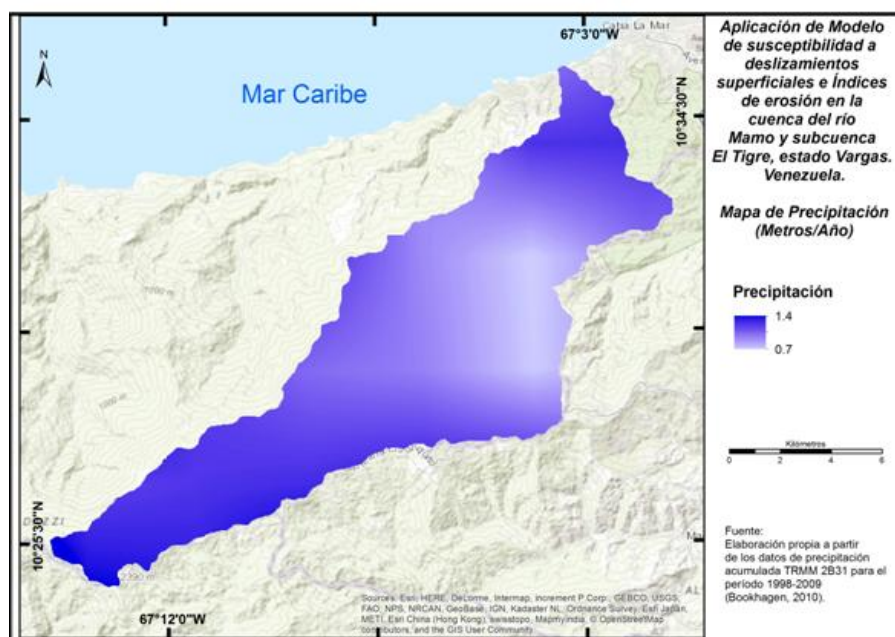 67°3'0"W
Catia La Mar
N
Mar Caribe
10°34'30"N
10°25'30"N
2390 m
67°12'0"W
Sources: Esri, HERE, DeLorme, Intermap, increment P Corp., GEBCO, USGS,
FAO, NPS, NRCAN, GeoBase, IGN, Kadaster NL, Ordnance Survey, Esri Japan,
METI, Esri China (Hong Kong), swisstopo, MapmyIndia, © OpenStreetMap
contributors, and the GIS User Community
Aplicación de Modelo
de susceptibilidad a
deslizamientos
superficiales e Índices
de erosión en la
cuenca del río
Mamo y subcuenca
El Tigre, estado Vargas.
Venezuela.
Mapa de Precipitación
(Metros/Año)
Precipitación
1.4
0.7
Kilómetros
0 2 4 6
Fuente:
Elaboración propia a partir
de los datos de precipitación
acumulada TRMM 2B31 para el
período 1998-2009
(Bookhagen, 2010).